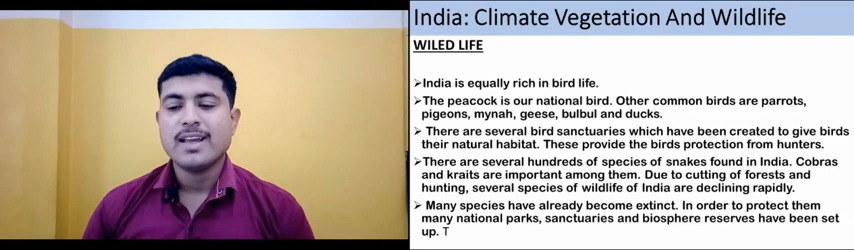 India: Climate Vegetation And Wildlife
WILED LIFE
➢India is equally rich in bird life.
➢The peacock is our national bird. Other common birds are parrots,
pigeons, mynah, geese, bulbul and ducks.
➢ There are several bird sanctuaries which have been created to give birds
their natural habitat. These provide the birds protection from hunters.
➢There are several hundreds of species of snakes found in India. Cobras
and kraits are important among them. Due to cutting of forests and
hunting, several species of wildlife of India are declining rapidly.
➢ Many species have already become extinct. In order to protect them
many national parks, sanctuaries and biosphere reserves have been set
up. T